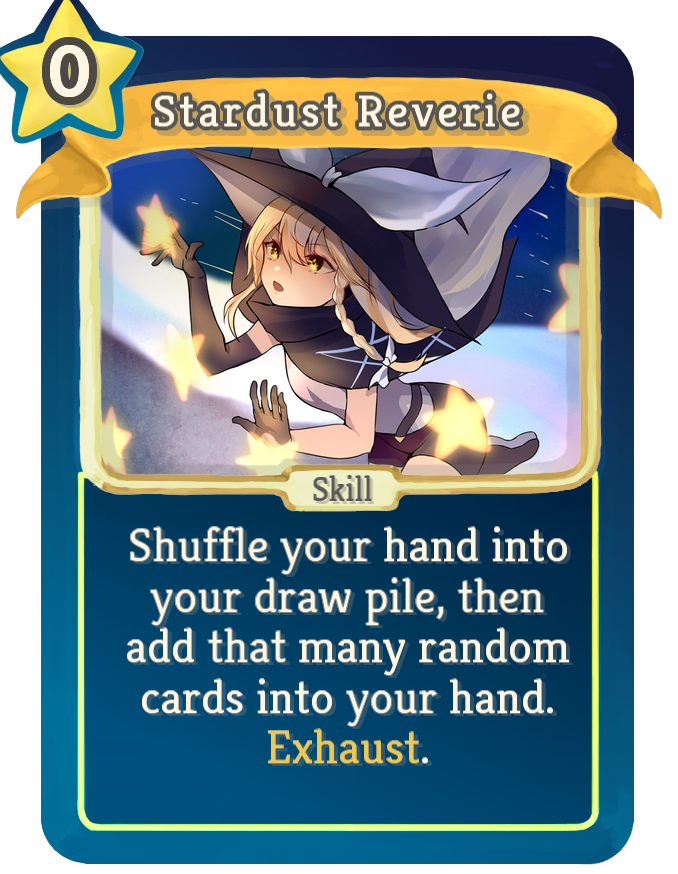 0
Stardust Reverie
Skill
Shuffle your hand into
your draw pile, then
add that many random
cards into your hand.
Exhaust.